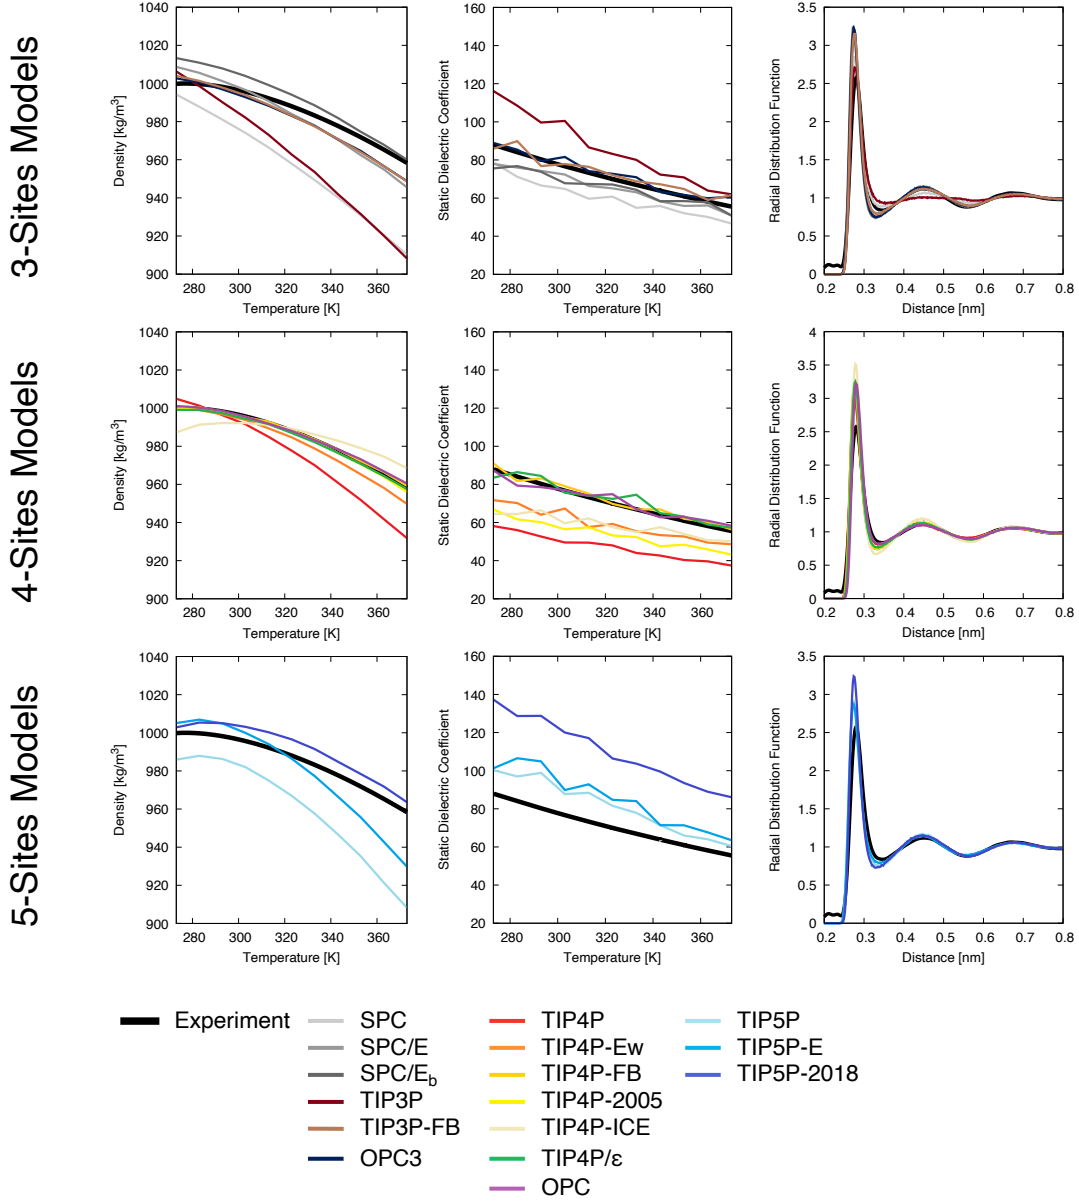 3-Sites Models
Density [kg/m³]
1040
1020
1000
980
960
940
920
900
280 300 320 340 360
Temperature [K]
Static Dielectric Coefficient
160
140
120
100
80
60
40
20
280 300 320 340 360
Temperature [K]
Radial Distribution Function
3.5
3
2.5
2
1.5
1
0.5
0
0.2 0.3 0.4 0.5 0.6 0.7 0.8
Distance [nm]
4-Sites Models
Density [kg/m³]
1040
1020
1000
980
960
940
920
900
280 300 320 340 360
Temperature [K]
Static Dielectric Coefficient
160
140
120
100
80
60
40
20
280 300 320 340 360
Temperature [K]
Radial Distribution Function
4
3.5
3
2.5
2
1.5
1
0.5
0
0.2 0.3 0.4 0.5 0.6 0.7 0.8
Distance [nm]
5-Sites Models
Density [kg/m³]
1040
1020
1000
980
960
940
920
900
280 300 320 340 360
Temperature [K]
Static Dielectric Coefficient
160
140
120
100
80
60
40
20
280 300 320 340 360
Temperature [K]
Radial Distribution Function
3.5
3
2.5
2
1.5
1
0.5
0
0.2 0.3 0.4 0.5 0.6 0.7 0.8
Distance [nm]
Experiment
SPC
SPC/E
SPC/E_b
TIP3P
TIP3P-FB
OPC3
TIP4P
TIP4P-Ew
TIP4P-FB
TIP4P-2005
TIP4P-ICE
TIP4P/ε
OPC
TIP5P
TIP5P-E
TIP5P-2018